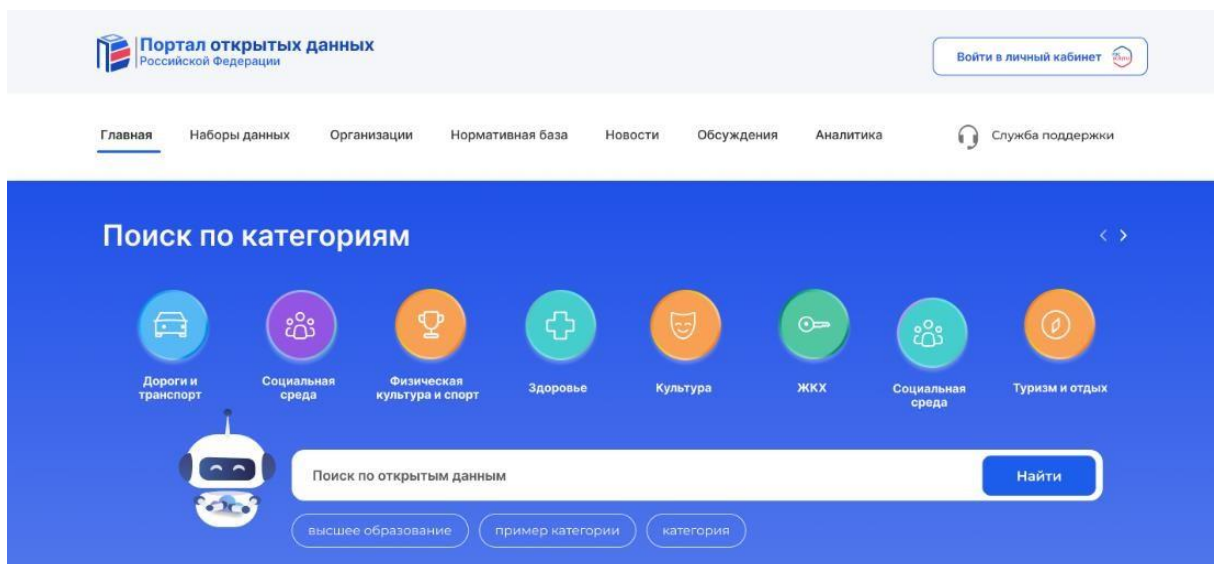 Портал открытых данных
Российской Федерации
Войти в личный кабинет
Главная
Наборы данных
Организации
Нормативная база
Новости
Обсуждения
Аналитика
Служба поддержки
Поиск по категориям
Дороги и
транспорт
Социальная
среда
Физическая
культура и спорт
Здоровье
Культура
ЖКХ
Социальная
среда
Туризм и отдых
Поиск по открытым данным
Найти
высшее образование
пример категории
категория